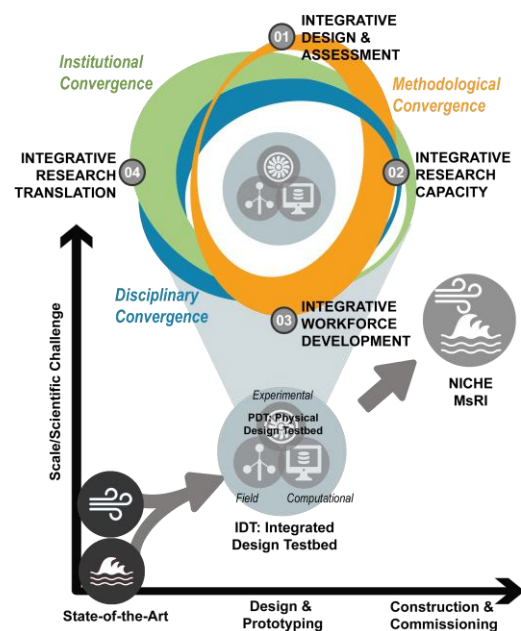 01
INTEGRATIVE
DESIGN &
ASSESSMENT
Institutional
Convergence
Methodological
Convergence
INTEGRATIVE
RESEARCH
TRANSLATION
04
02
INTEGRATIVE
RESEARCH
CAPACITY
Disciplinary
Convergence
03
INTEGRATIVE
WORKFORCE
DEVELOPMENT
Scale/Scientific Challenge
NICHE
MsRI
Experimental
PDT: Physical
Design Testbed
Field
Computational
IDT: Integrated
Design Testbed
State-of-the-Art
Design &
Prototyping
Construction &
Commissioning